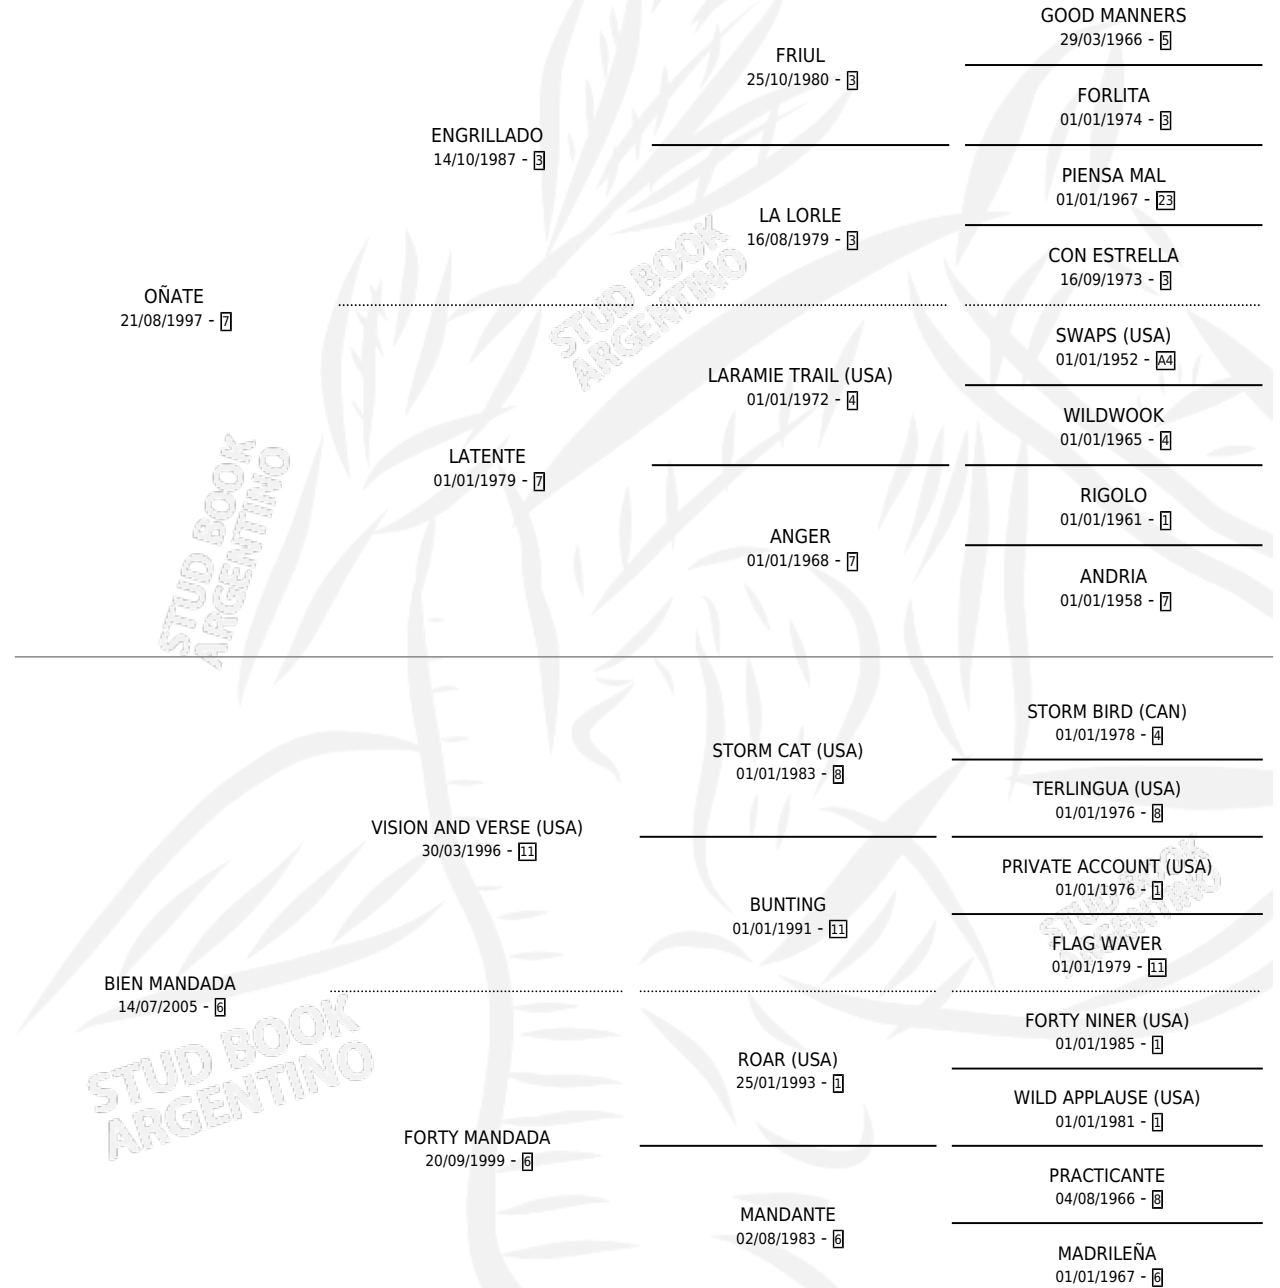 GOOD MANNERS
29/03/1966 - 5
FRIUL
25/10/1980 - 3
FORLITA
01/01/1974 - 3
ENGRILLADO
14/10/1987 - 3
PIENSA MAL
01/01/1967 - 23
LA LORLE
16/08/1979 - 3
CON ESTRELLA
16/09/1973 - 3
OÑATE
21/08/1997 - 7
SWAPS (USA)
01/01/1952 - A4
LARAMIE TRAIL (USA)
01/01/1972 - 4
WILDWOOK
01/01/1965 - 4
LATENTE
01/01/1979 - 7
RIGOLO
01/01/1961 - 1
ANGER
01/01/1968 - 7
ANDRIA
01/01/1958 - 7
STORM BIRD (CAN)
01/01/1978 - 4
STORM CAT (USA)
01/01/1983 - 8
TERLINGUA (USA)
01/01/1976 - 8
VISION AND VERSE (USA)
30/03/1996 - 11
PRIVATE ACCOUNT (USA)
01/01/1976 - 1
BUNTING
01/01/1991 - 11
FLAG WAVER
01/01/1979 - 11
BIEN MANDADA
14/07/2005 - 6
FORTY NINER (USA)
01/01/1985 - 1
ROAR (USA)
25/01/1993 - 1
WILD APPLAUSE (USA)
01/01/1981 - 1
FORTY MANDADA
20/09/1999 - 6
PRACTICANTE
04/08/1966 - 8
MANDANTE
02/08/1983 - 6
MADRILEÑA
01/01/1967 - 6
STUD BOOK
ARGENTINO
STUD BOOK
ARGENTINO
STUD BOOK
ARGENTINO
STUD BOOK
ARGENTINO